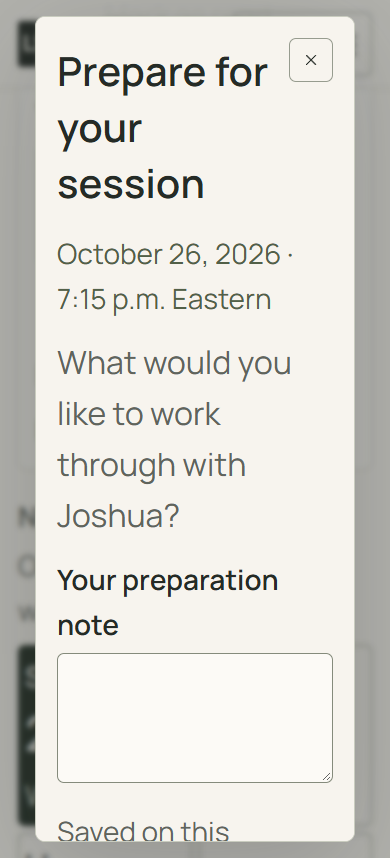 Prepare for
your
session
October 26, 2026 ·
7:15 p.m. Eastern
What would you
like to work
through with
Joshua?
Your preparation
note
Saved on this